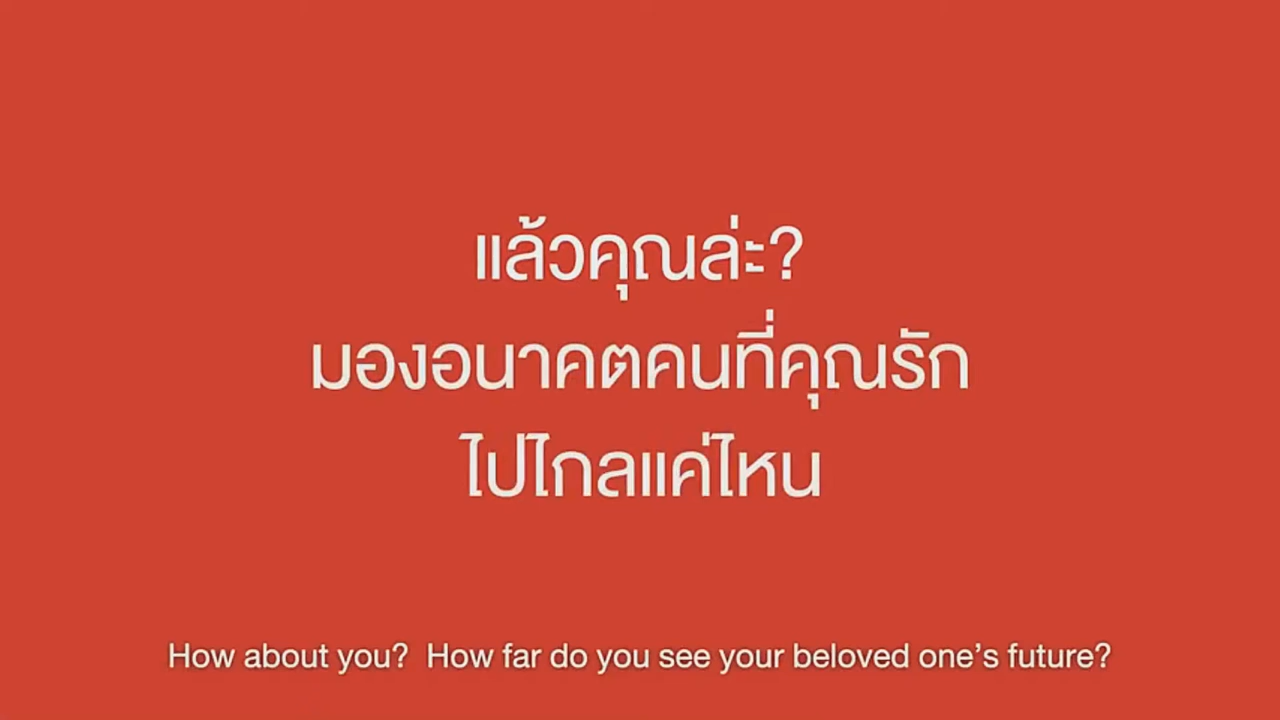 แล้วคุณล่ะ?
มองอนาคตคนที่คุณรัก
ไปไกลแค่ไหน
How about you?  How far do you see your beloved one’s future?